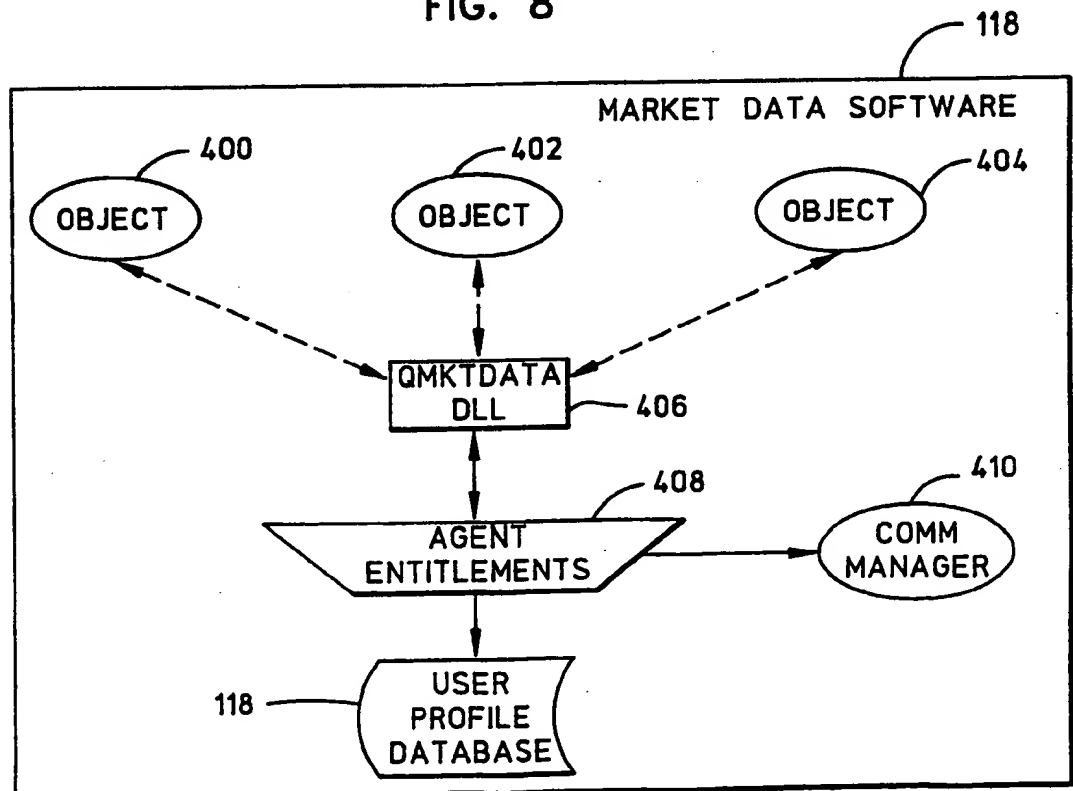 FIG. 8
118
MARKET DATA SOFTWARE
400
402
404
OBJECT
OBJECT
OBJECT
QMKTDATA
DLL
406
408
410
AGENT
ENTITLEMENTS
COMM
MANAGER
118
USER
PROFILE
DATABASE